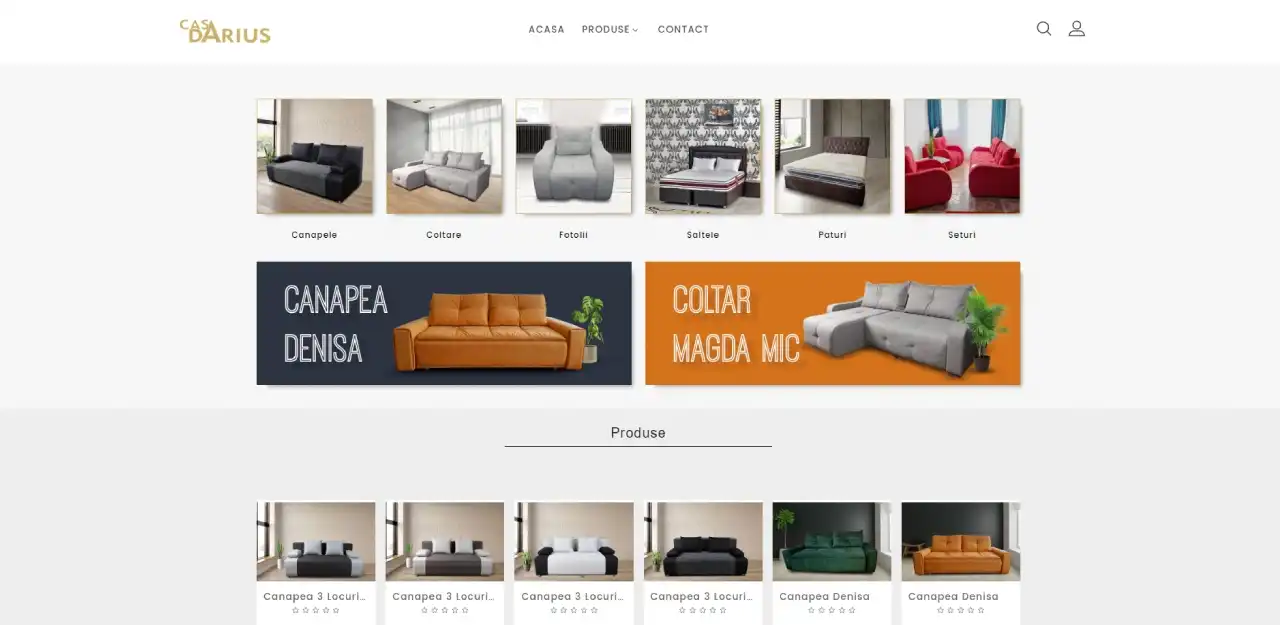 CASA
DARIUS
ACASA PRODUSE CONTACT
Canapele Coltare Fotolii Saltele Paturi Seturi
CANAPEA
DENISA
COLTAR
MAGDA MIC
Produse
Canapea 3 Locuri... Canapea 3 Locuri... Canapea 3 Locuri... Canapea 3 Locuri... Canapea Denisa Canapea Denisa